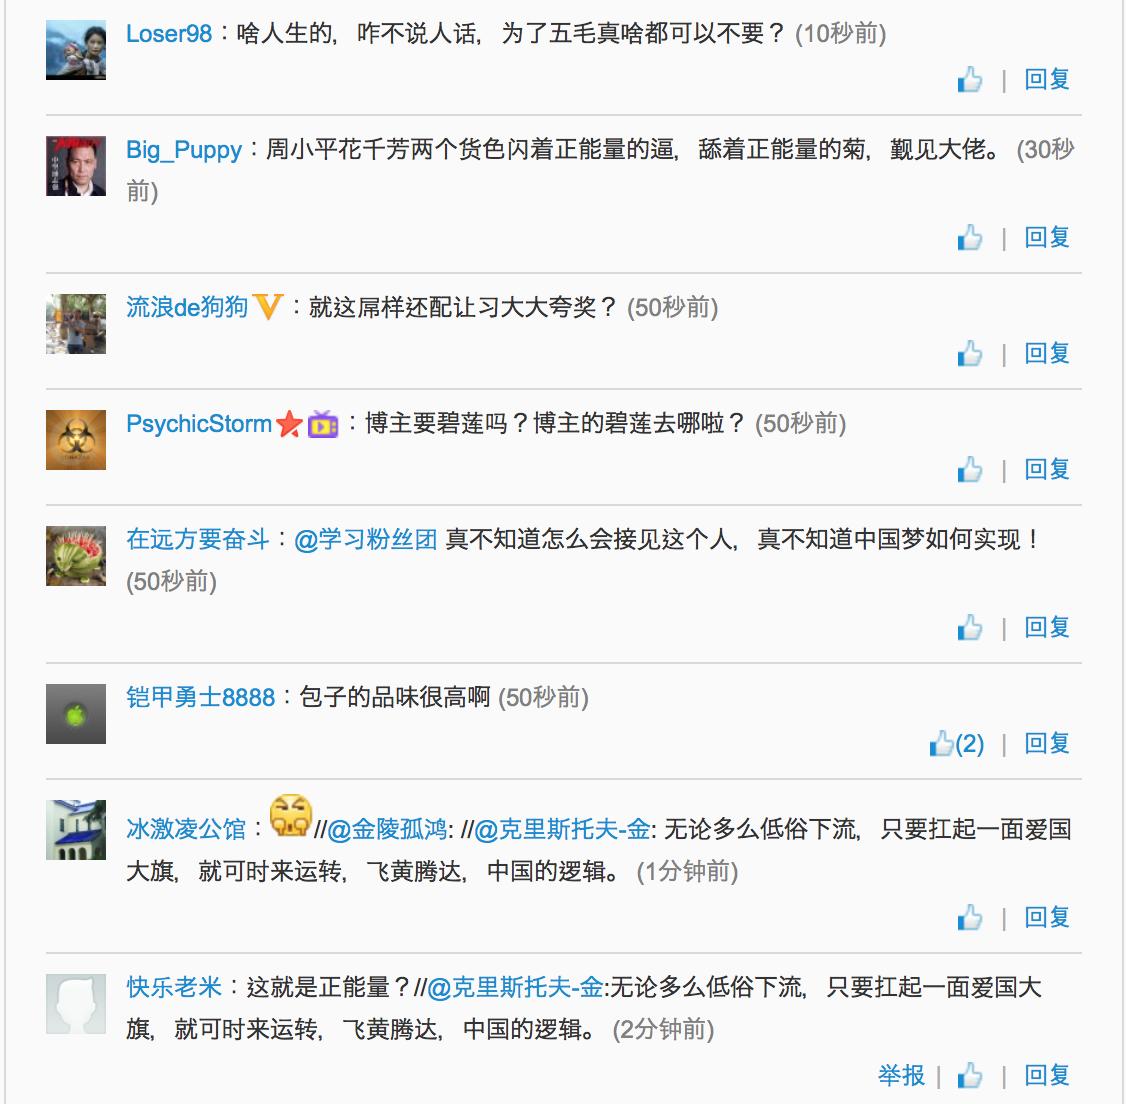 Loser98：啥人生的，咋不说人话，为了五毛真啥都可以不要？ (10秒前)
| 回复
Big_Puppy：周小平花千芳两个货色闪着正能量的逼，舔着正能量的菊，觐见大佬。 (30秒
前)
| 回复
流浪de狗狗V：就这屌样还配让习大大夸奖？ (50秒前)
| 回复
PsychicStorm：博主要碧莲吗？博主的碧莲去哪啦？ (50秒前)
| 回复
在远方要奋斗：@学习粉丝团 真不知道怎么会接见这个人，真不知道中国梦如何实现！
(50秒前)
| 回复
铠甲勇士8888：包子的品味很高啊 (50秒前)
(2) | 回复
冰激凌公馆：//@金陵孤鸿: //@克里斯托夫-金: 无论多么低俗下流，只要扛起一面爱国
大旗，就可时来运转，飞黄腾达，中国的逻辑。 (1分钟前)
| 回复
快乐老米：这就是正能量？//@克里斯托夫-金:无论多么低俗下流，只要扛起一面爱国大
旗，就可时来运转，飞黄腾达，中国的逻辑。 (2分钟前)
举报 | | 回复